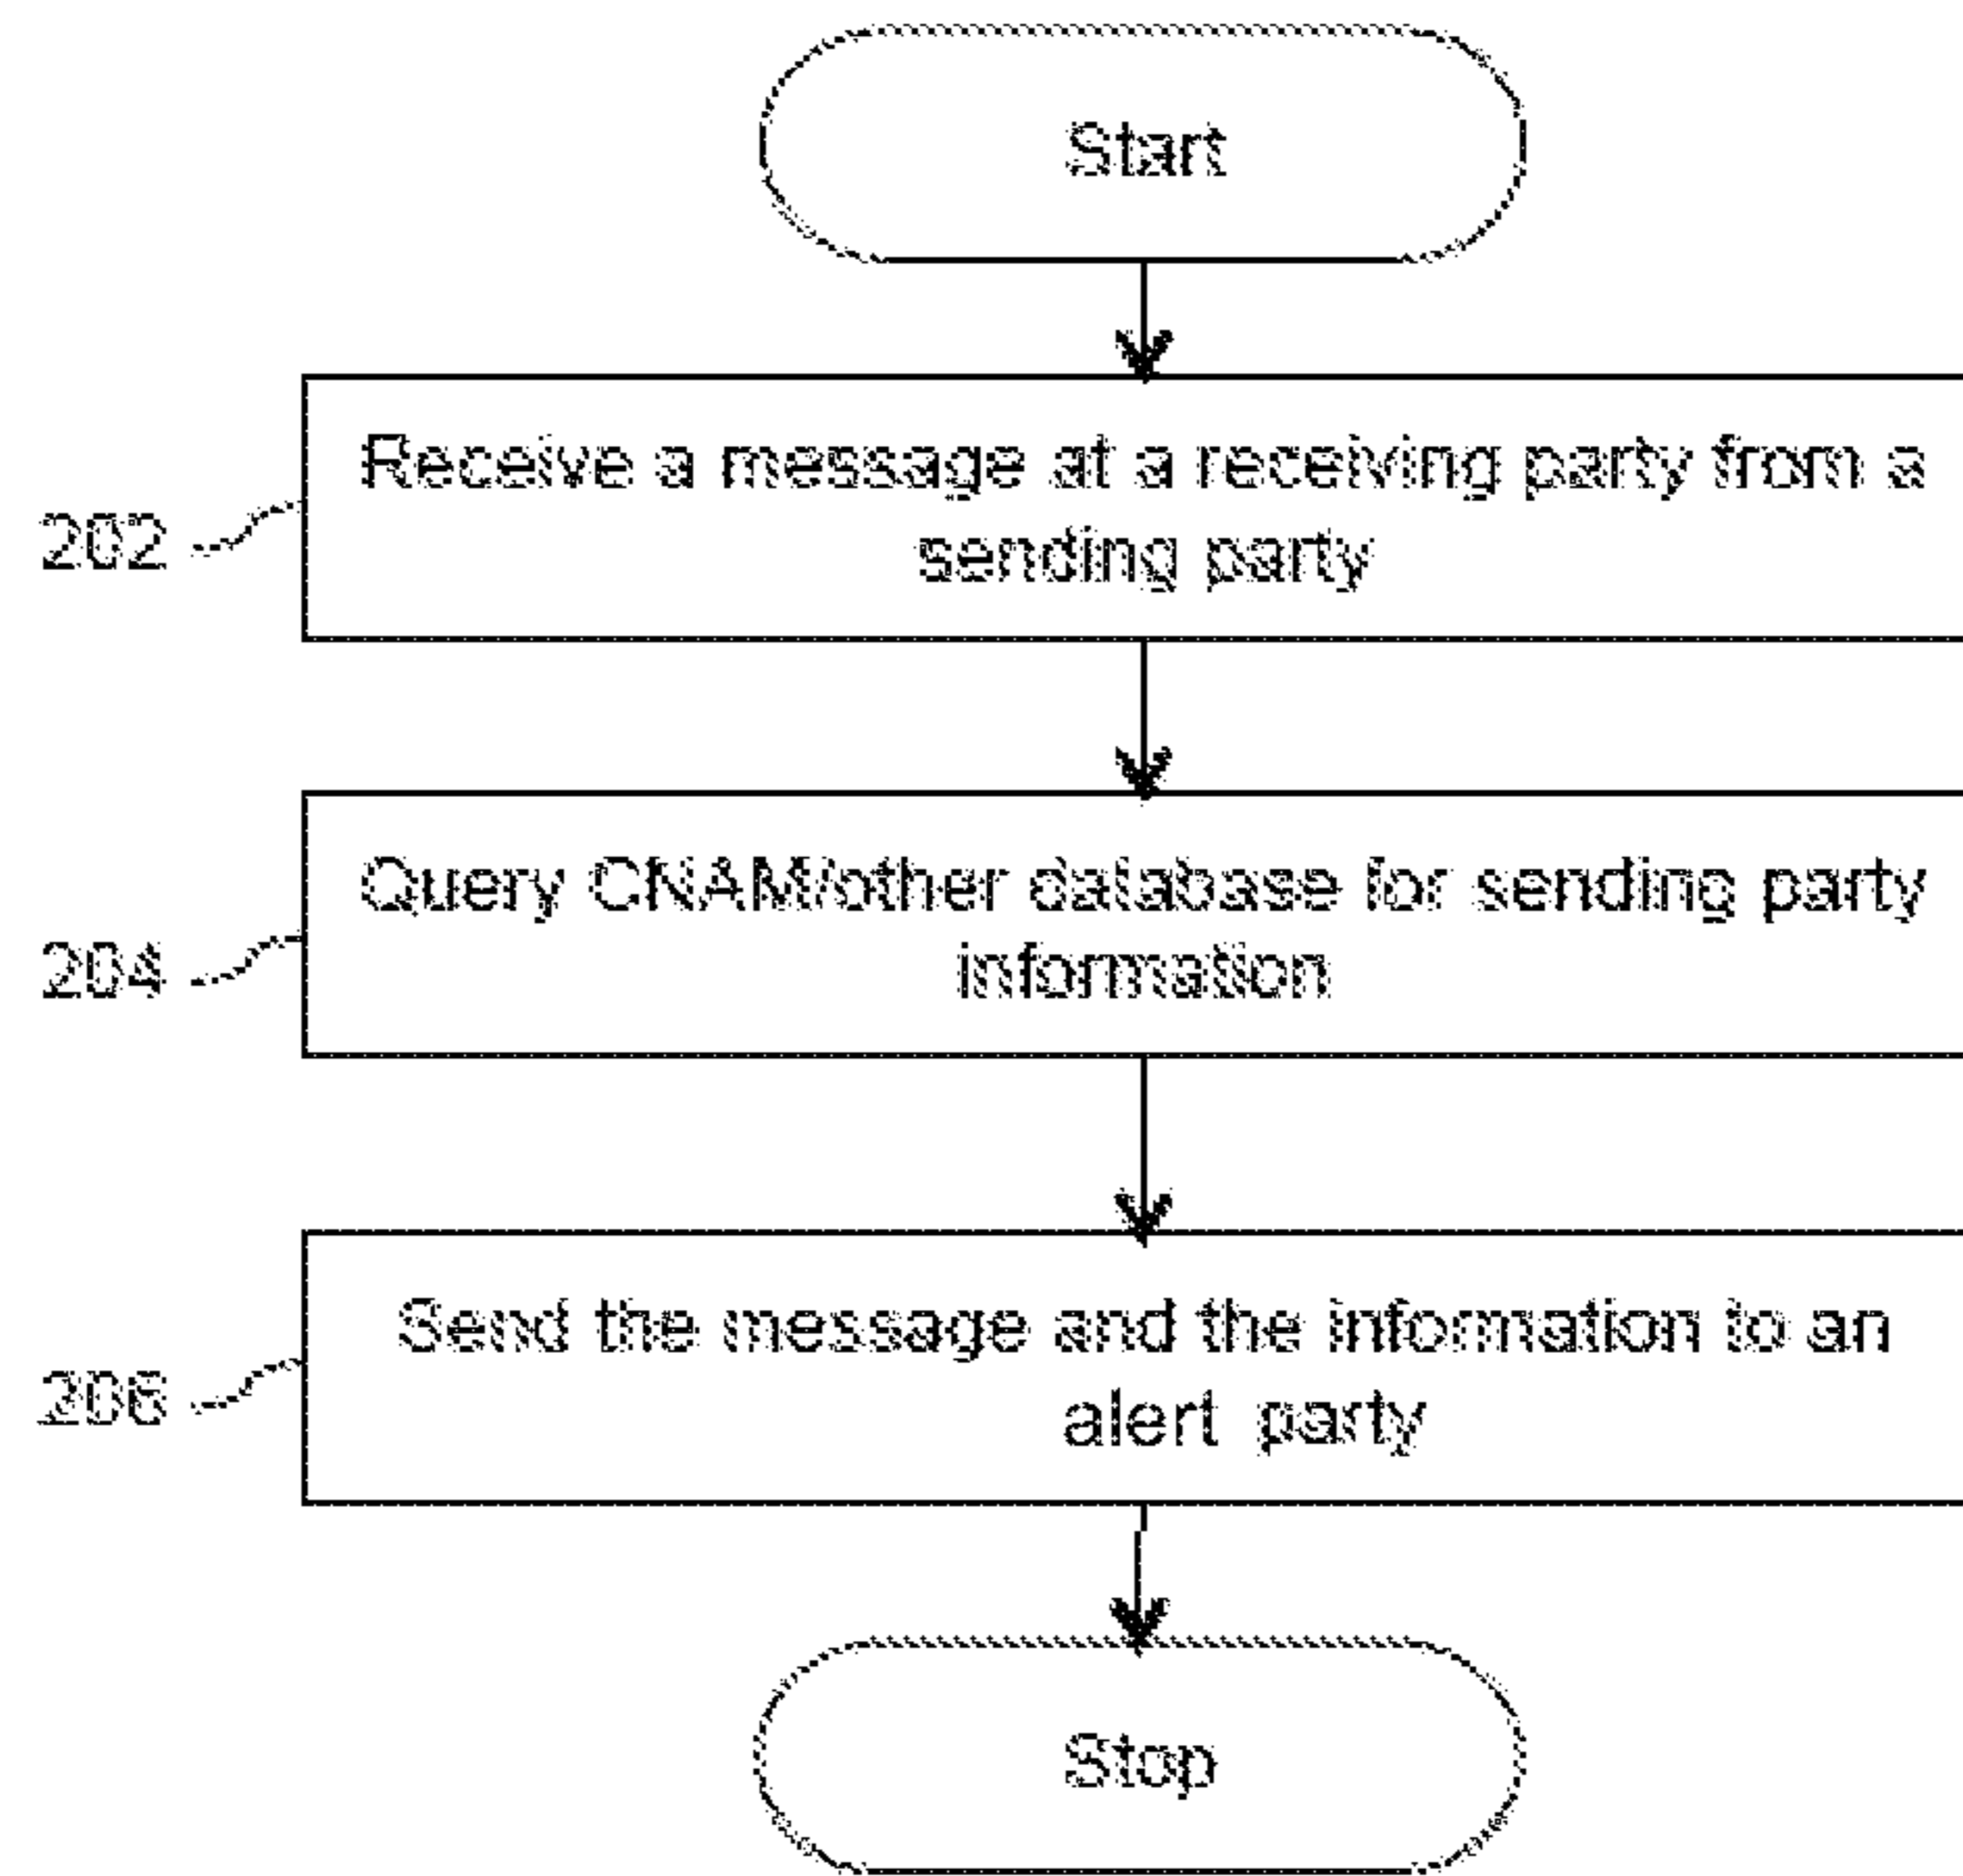 Start
Receive a message at a receiving party from a
sending party
202
Query CNAM/other database for sending party
information
204
Send the message and the information to an
alert party
206
Stop